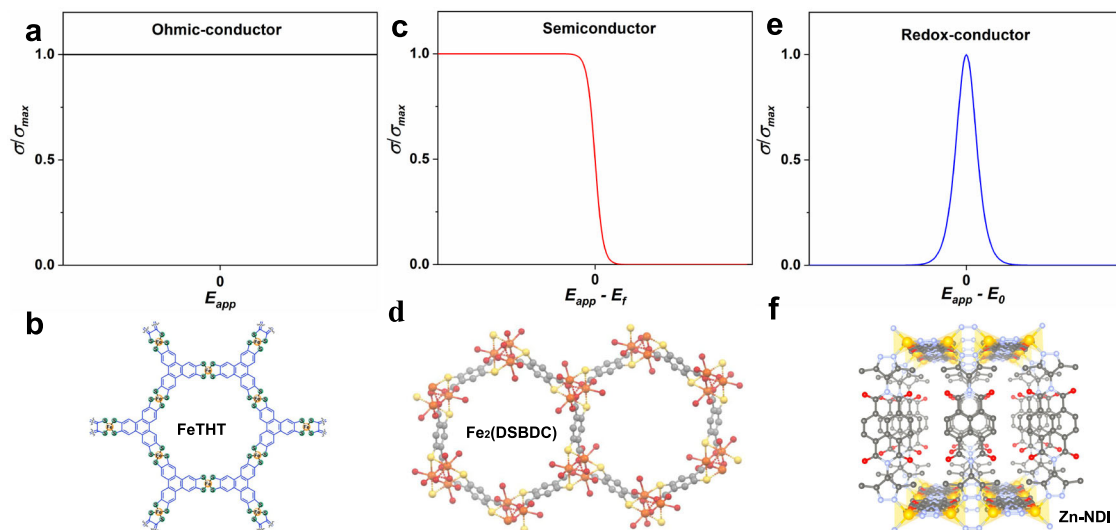 a
Ohmic-conductor
1.0
0.5
0.0
σ/σmax
0
Eapp
c
Semiconductor
1.0
0.5
0.0
σ/σmax
0
Eapp - Ef
e
Redox-conductor
1.0
0.5
0.0
σ/σmax
0
Eapp - E0
b
FeTHT
d
Fe2(DSBDC)
f
Zn-NDI